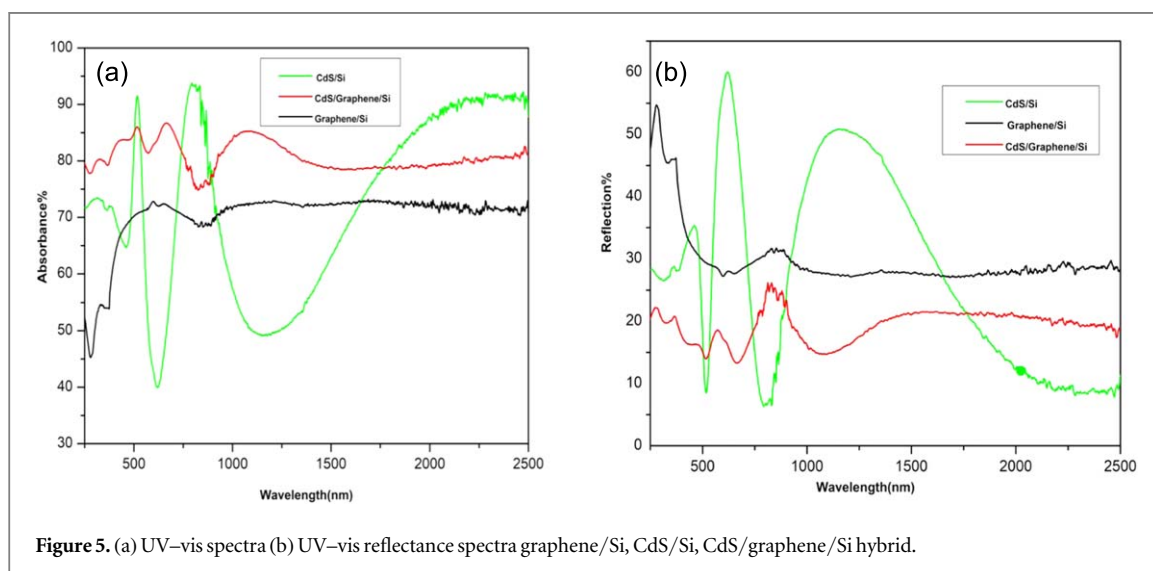 (a)
CdS/Si
CdS/Graphene/Si
Graphene/Si
100
90
80
70
60
50
40
30
Absorbance%
500
1000
1500
2000
2500
Wavelength(nm)
(b)
CdS/Si
Graphene/Si
CdS/Graphene/Si
60
50
40
30
20
10
0
Reflection%
500
1000
1500
2000
2500
Wavelength(nm)
Figure 5. (a) UV–vis spectra (b) UV–vis reflectance spectra graphene/Si, CdS/Si, CdS/graphene/Si hybrid.